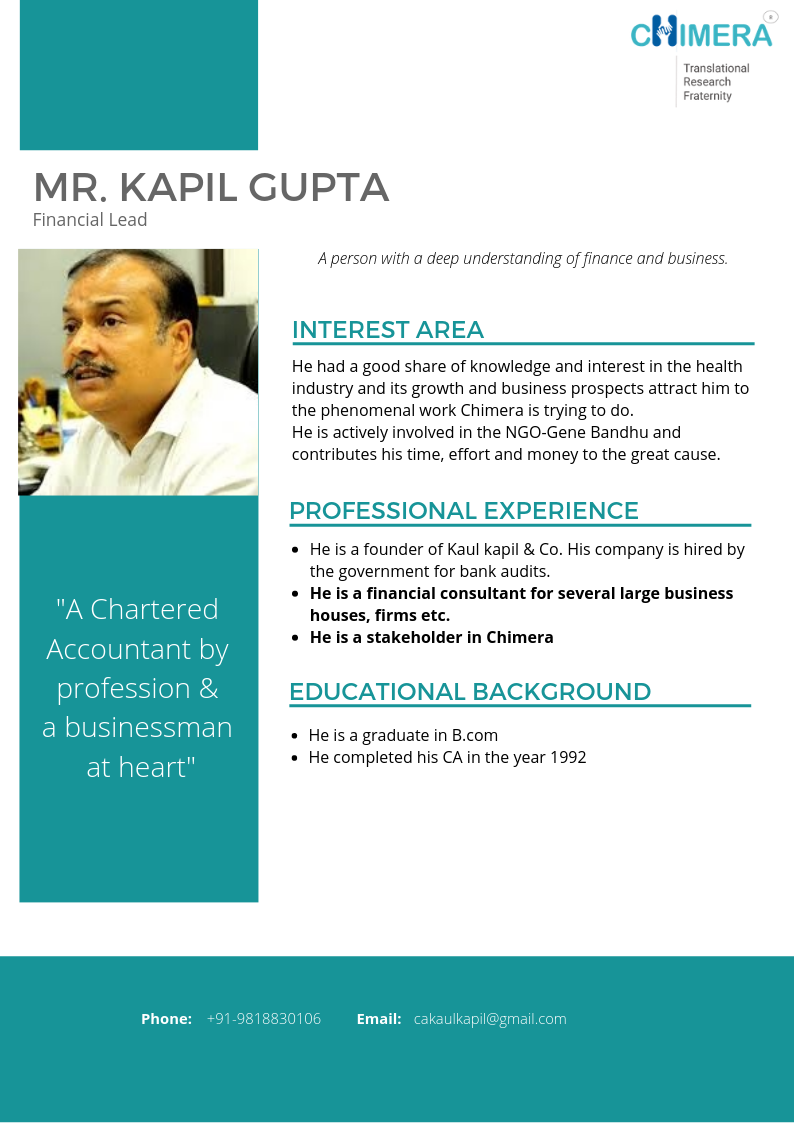 CHIMERA
Translational
Research
Fraternity
MR. KAPIL GUPTA
Financial Lead
A person with a deep understanding of finance and business.
INTEREST AREA
He had a good share of knowledge and interest in the health
industry and its growth and business prospects attract him to
the phenomenal work Chimera is trying to do.
He is actively involved in the NGO-Gene Bandhu and
contributes his time, effort and money to the great cause.
PROFESSIONAL EXPERIENCE
• He is a founder of Kaul kapil & Co. His company is hired by
the government for bank audits.
• He is a financial consultant for several large business
houses, firms etc.
• He is a stakeholder in Chimera
EDUCATIONAL BACKGROUND
• He is a graduate in B.com
• He completed his CA in the year 1992
"A Chartered
Accountant by
profession &
a businessman
at heart"
Phone: +91-9818830106 Email: cakaulkapil@gmail.com